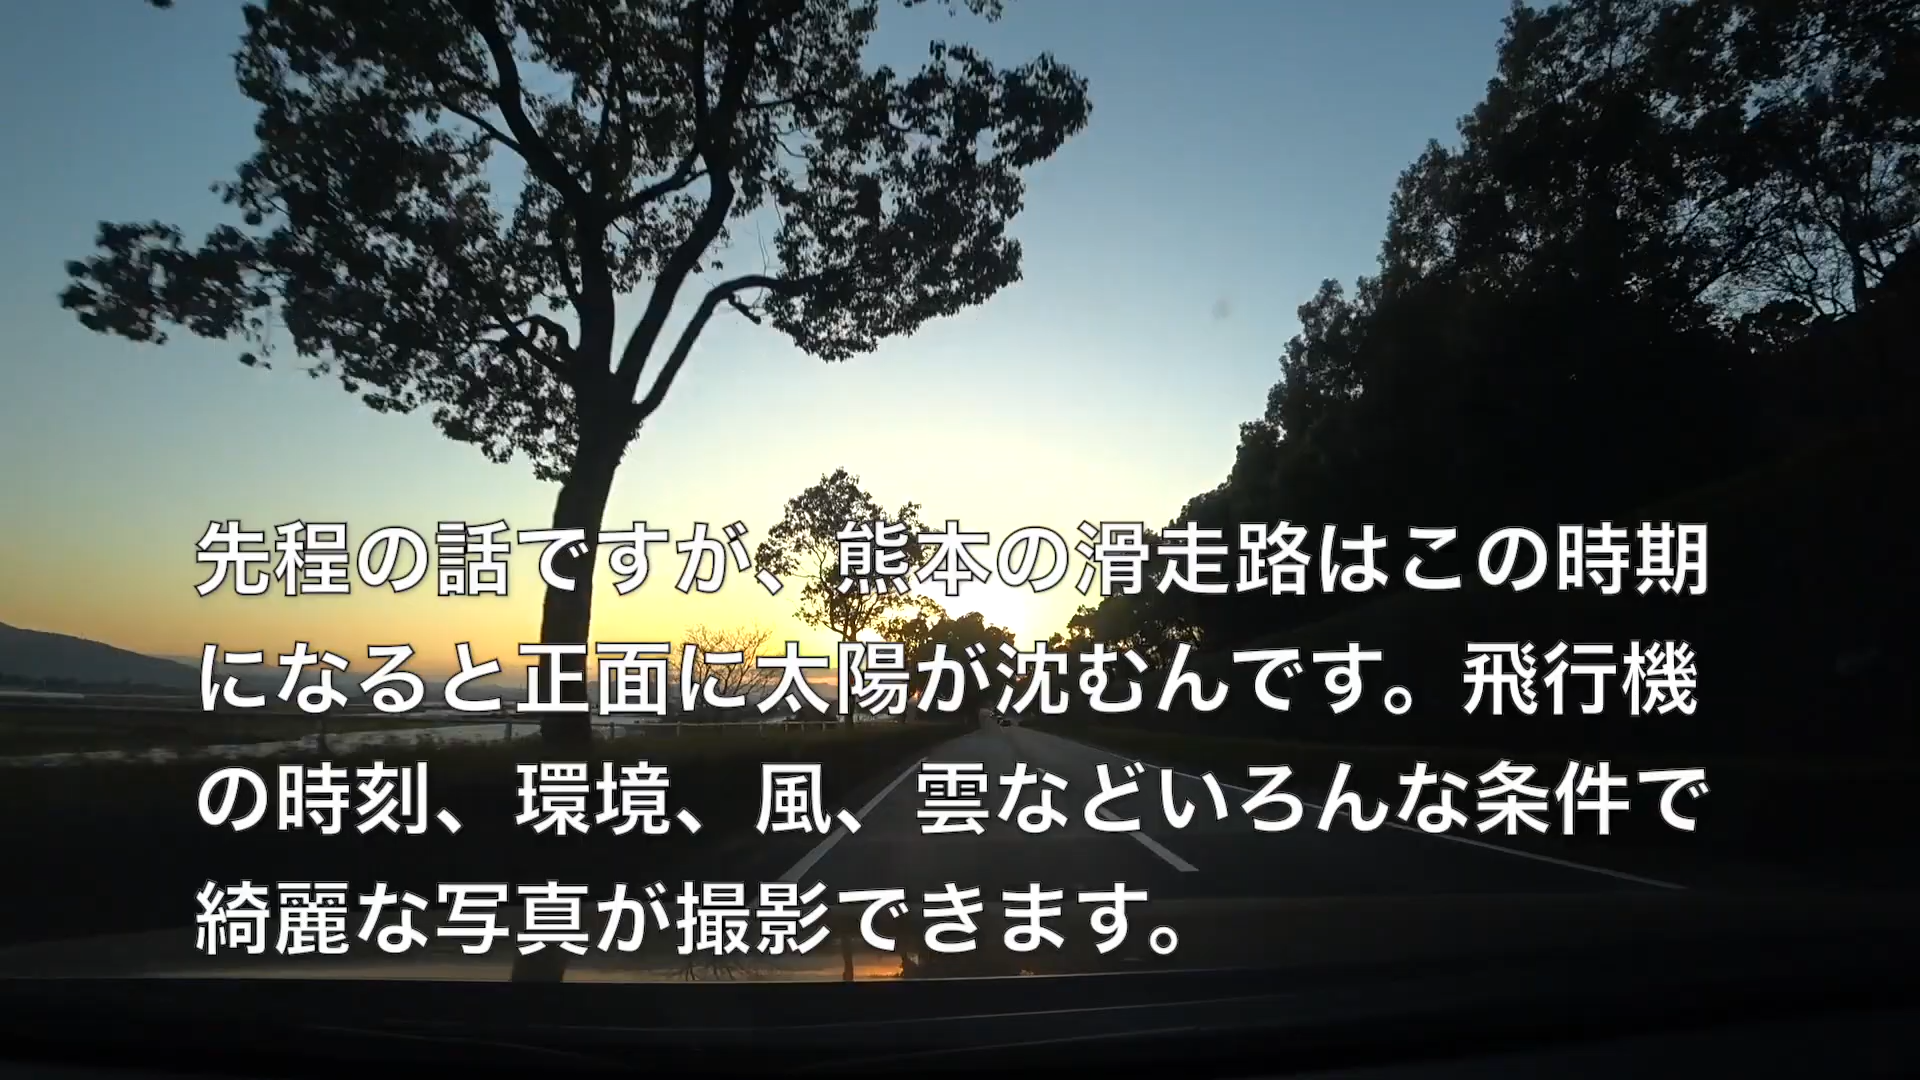 先程の話ですが、熊本の滑走路はこの時期
になると正面に太陽が沈むんです。飛行機
の時刻、環境、風、雲などいろんな条件で
綺麗な写真が撮影できます。